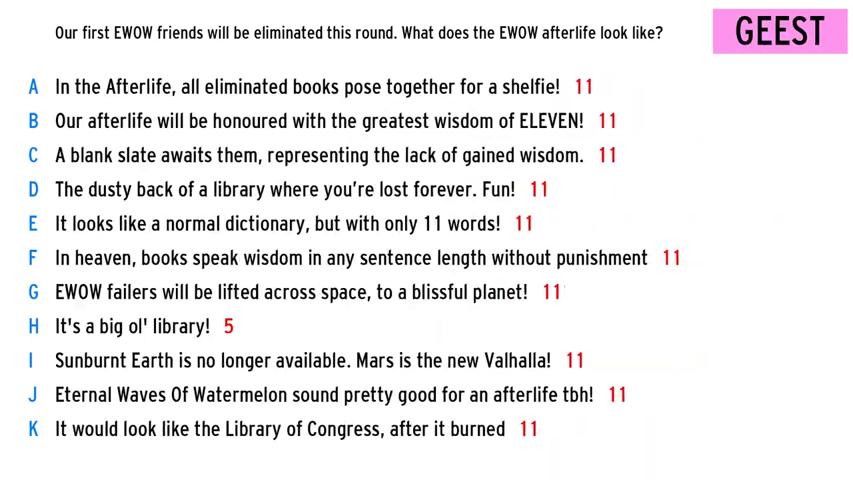 Our first EWOW friends will be eliminated this round. What does the EWOW afterlife look like?
GEEST
A In the Afterlife, all eliminated books pose together for a shelfie! 11
B Our afterlife will be honoured with the greatest wisdom of ELEVEN! 11
C A blank slate awaits them, representing the lack of gained wisdom. 11
D The dusty back of a library where you're lost forever. Fun! 11
E It looks like a normal dictionary, but with only 11 words! 11
F In heaven, books speak wisdom in any sentence length without punishment 11
G EWOW failers will be lifted across space, to a blissful planet! 11
H It's a big ol' library! 5
I Sunburnt Earth is no longer available. Mars is the new Valhalla! 11
J Eternal Waves Of Watermelon sound pretty good for an afterlife tbh! 11
K It would look like the Library of Congress, after it burned 11